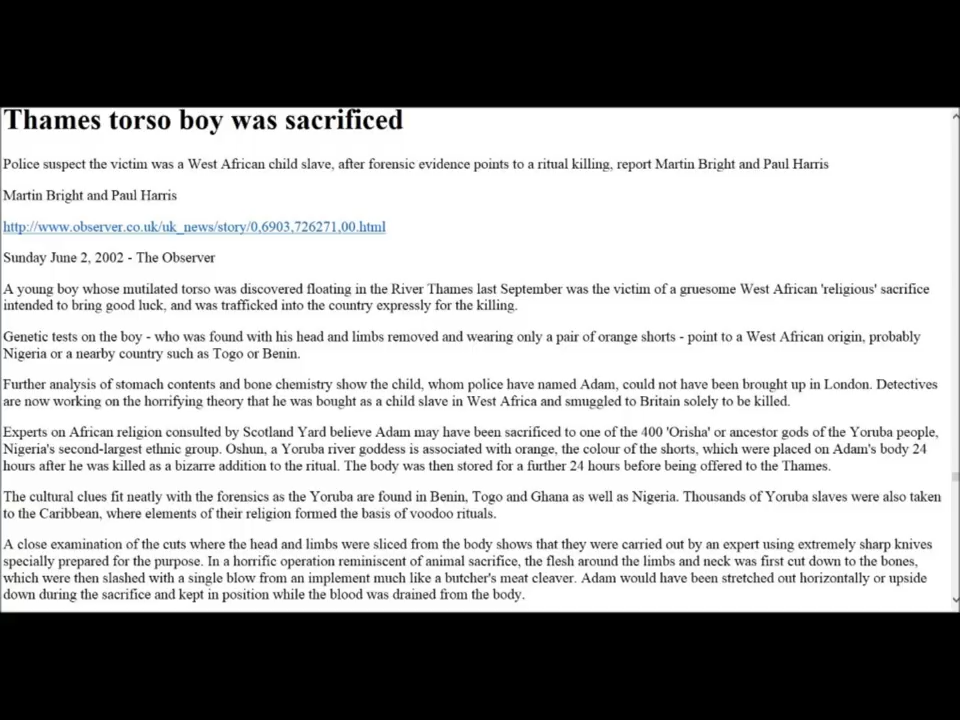 Thames torso boy was sacrificed
Police suspect the victim was a West African child slave, after forensic evidence points to a ritual killing, report Martin Bright and Paul Harris
Martin Bright and Paul Harris
http://www.observer.co.uk/uk_news/story/0,6903,726271,00.html
Sunday June 2, 2002 - The Observer
A young boy whose mutilated torso was discovered floating in the River Thames last September was the victim of a gruesome West African 'religious' sacrifice
intended to bring good luck, and was trafficked into the country expressly for the killing.
Genetic tests on the boy - who was found with his head and limbs removed and wearing only a pair of orange shorts - point to a West African origin, probably
Nigeria or a nearby country such as Togo or Benin.
Further analysis of stomach contents and bone chemistry show the child, whom police have named Adam, could not have been brought up in London. Detectives
are now working on the horrifying theory that he was bought as a child slave in West Africa and smuggled to Britain solely to be killed.
Experts on African religion consulted by Scotland Yard believe Adam may have been sacrificed to one of the 400 'Orisha' or ancestor gods of the Yoruba people,
Nigeria's second-largest ethnic group. Oshun, a Yoruba river goddess is associated with orange, the colour of the shorts, which were placed on Adam's body 24
hours after he was killed as a bizarre addition to the ritual. The body was then stored for a further 24 hours before being offered to the Thames.
The cultural clues fit neatly with the forensics as the Yoruba are found in Benin, Togo and Ghana as well as Nigeria. Thousands of Yoruba slaves were also taken
to the Caribbean, where elements of their religion formed the basis of voodoo rituals.
A close examination of the cuts where the head and limbs were sliced from the body shows that they were carried out by an expert using extremely sharp knives
specially prepared for the purpose. In a horrific operation reminiscent of animal sacrifice, the flesh around the limbs and neck was first cut down to the bones,
which were then slashed with a single blow from an implement much like a butcher's meat cleaver. Adam would have been stretched out horizontally or upside
down during the sacrifice and kept in position while the blood was drained from the body.